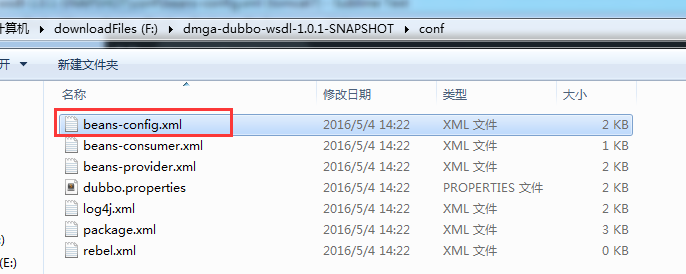 计算机 ▸ downloadFiles (F:) ▸ dmga-dubbo-wsdl-1.0.1-SNAPSHOT ▸ conf
新建文件夹
名称 修改日期 类型 大小
beans-config.xml 2016/5/4 14:22 XML 文件 2 KB
beans-consumer.xml 2016/5/4 14:22 XML 文件 1 KB
beans-provider.xml 2016/5/4 14:22 XML 文件 2 KB
dubbo.properties 2016/5/4 14:22 PROPERTIES 文件 2 KB
log4j.xml 2016/5/4 14:22 XML 文件 2 KB
package.xml 2016/5/4 14:22 XML 文件 3 KB
rebel.xml 2016/5/4 14:22 XML 文件 0 KB
(E:)